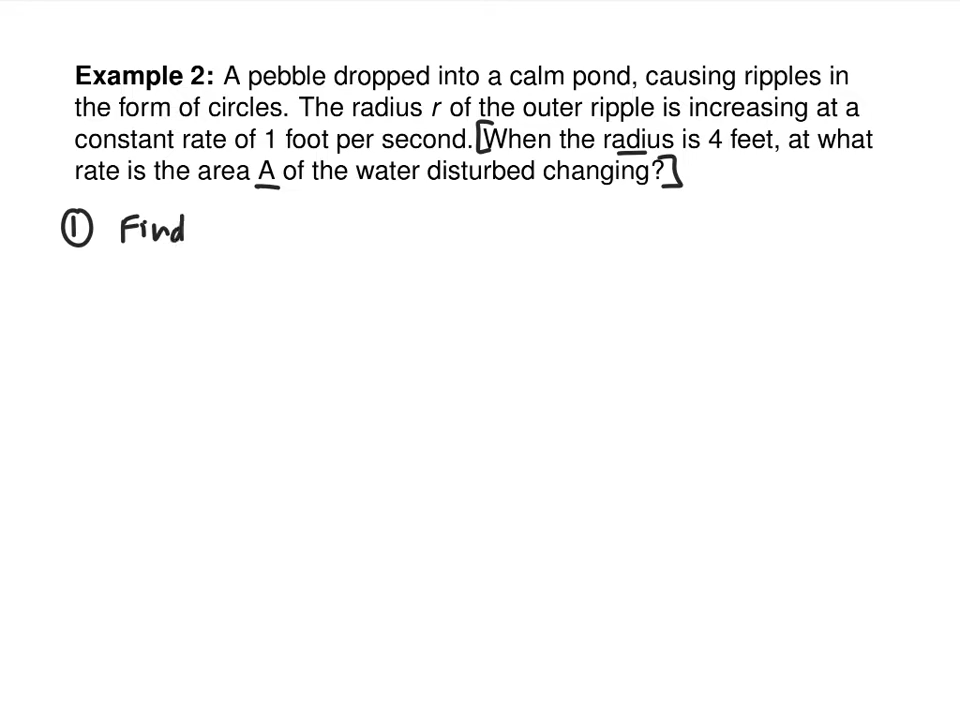 Example 2: A pebble dropped into a calm pond, causing ripples in
the form of circles. The radius r of the outer ripple is increasing at a
constant rate of 1 foot per second. [When the radius is 4 feet, at what
rate is the area A of the water disturbed changing?]
① Find